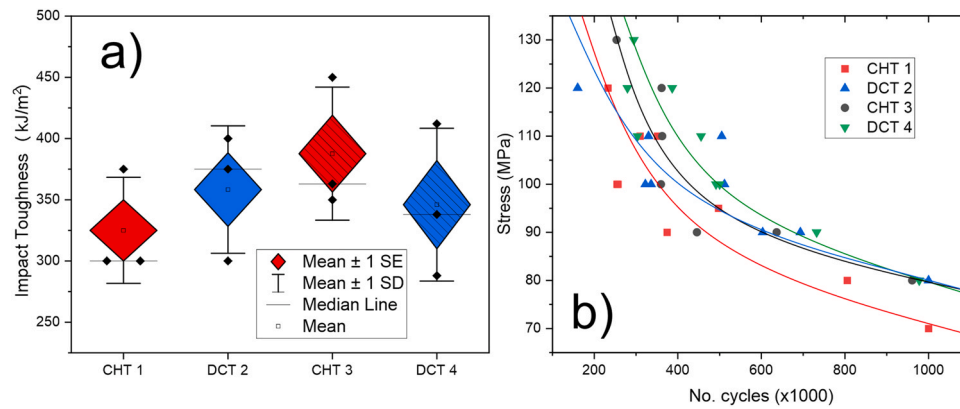 a)
Impact Toughness ( kJ/m²)
450
400
350
300
250
Mean ± 1 SE
Mean ± 1 SD
Median Line
Mean
CHT 1 DCT 2 CHT 3 DCT 4
b)
Stress (MPa)
130
120
110
100
90
80
70
CHT 1
DCT 2
CHT 3
DCT 4
200 400 600 800 1000
No. cycles (x1000)